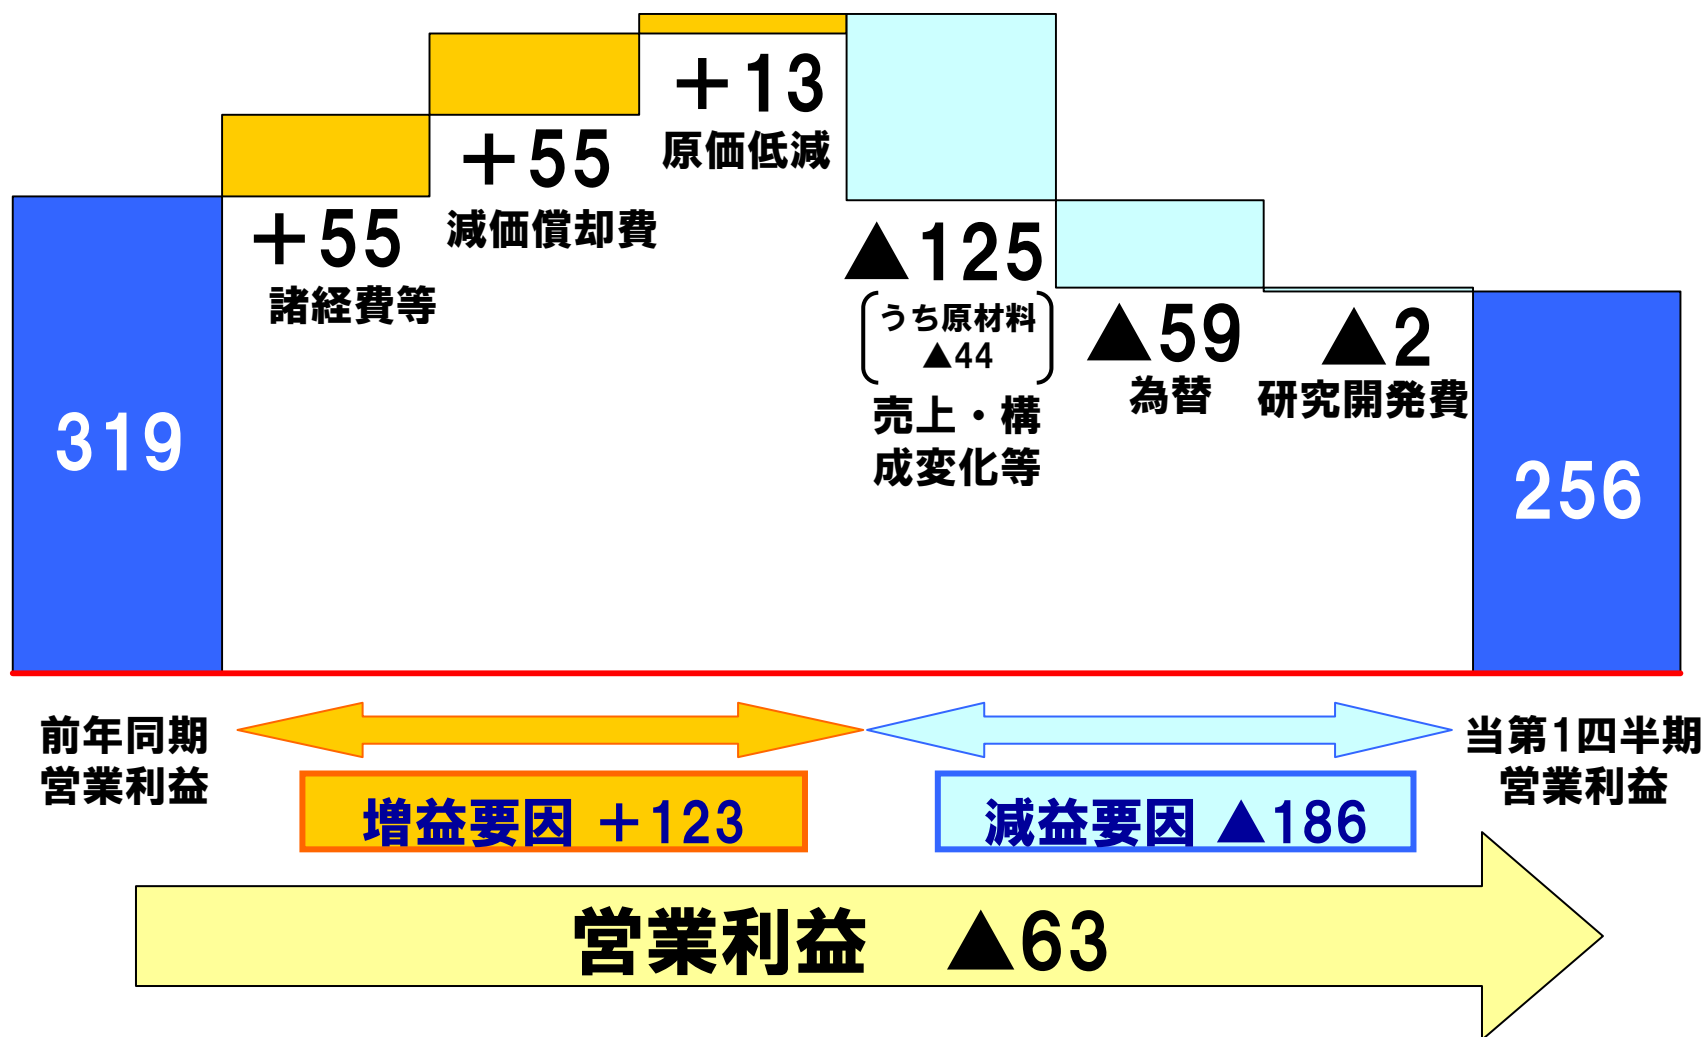 +13
原価低減
+55
減価償却費
+55
諸経費等
▲125
うち原材料
▲44
売上・構
成変化等
▲59
為替
▲2
研究開発費
319
256
前年同期
営業利益
当第1四半期
営業利益
増益要因 +123
減益要因 ▲186
営業利益 ▲63